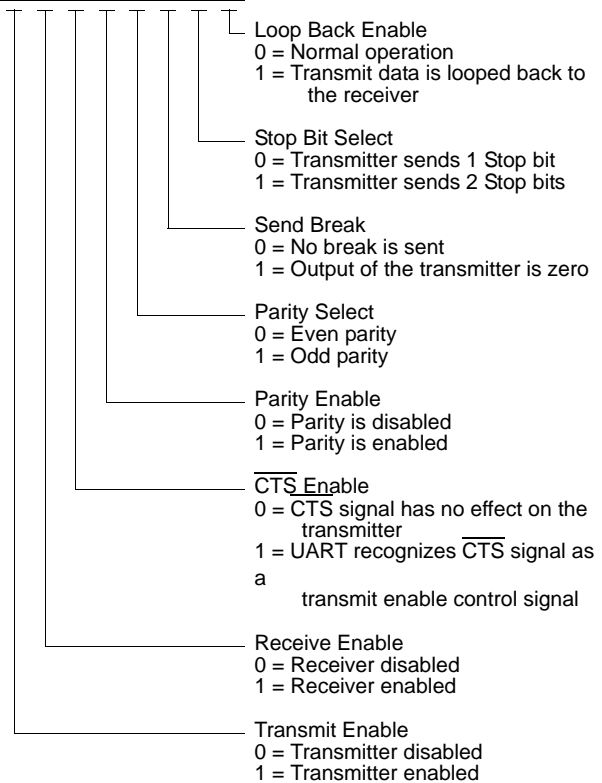 Loop Back Enable
0 = Normal operation
1 = Transmit data is looped back to
the receiver
Stop Bit Select
0 = Transmitter sends 1 Stop bit
1 = Transmitter sends 2 Stop bits
Send Break
0 = No break is sent
1 = Output of the transmitter is zero
Parity Select
0 = Even parity
1 = Odd parity
Parity Enable
0 = Parity is disabled
1 = Parity is enabled
C̅T̅S̅ Enable
0 = C̅T̅S̅ signal has no effect on the
transmitter
1 = UART recognizes C̅T̅S̅ signal as
a
transmit enable control signal
Receive Enable
0 = Receiver disabled
1 = Receiver enabled
Transmit Enable
0 = Transmitter disabled
1 = Transmitter enabled